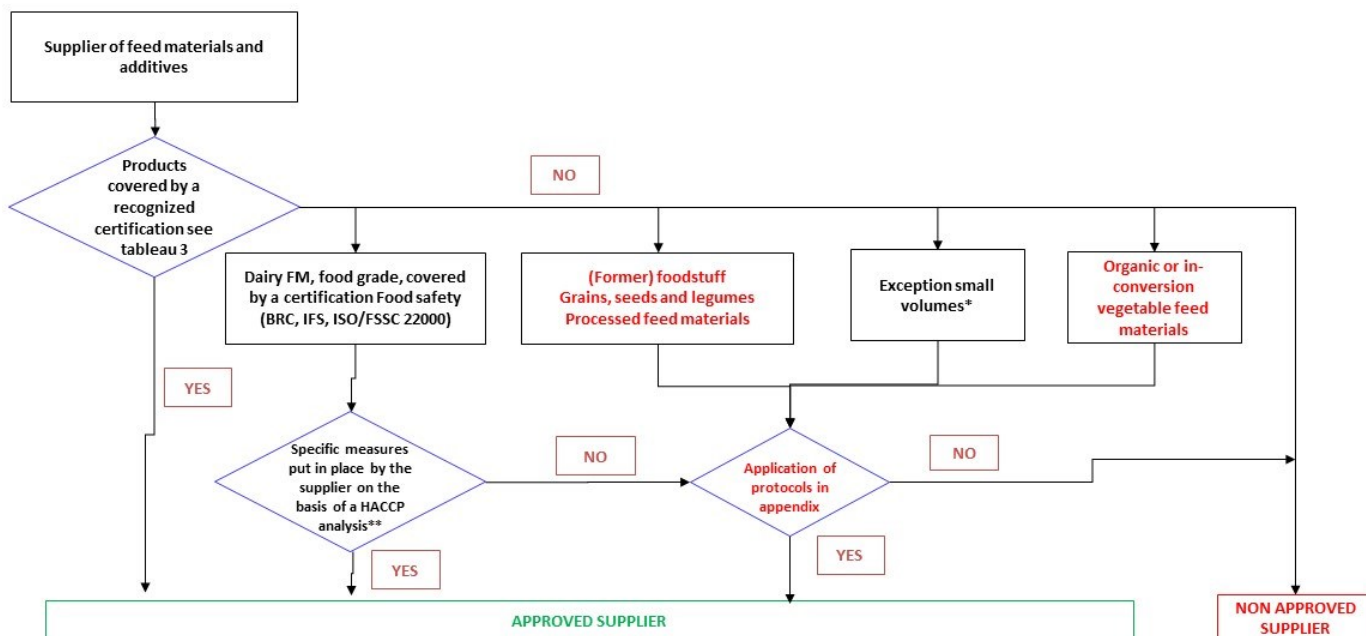 Supplier of feed materials and
additives
Products
covered by a
recognized
certification see
tableau 3
NO
Dairy FM, food grade, covered
by a certification Food safety
(BRC, IFS, ISO/FSSC 22000)
(Former) foodstuff
Grains, seeds and legumes
Processed feed materials
Exception small
volumes*
Organic or in-
conversion
vegetable feed
materials
YES
Specific measures
put in place by the
supplier on the
basis of a HACCP
analysis**
NO
Application of
protocols in
appendix
NO
YES
YES
APPROVED SUPPLIER
NON APPROVED
SUPPLIER